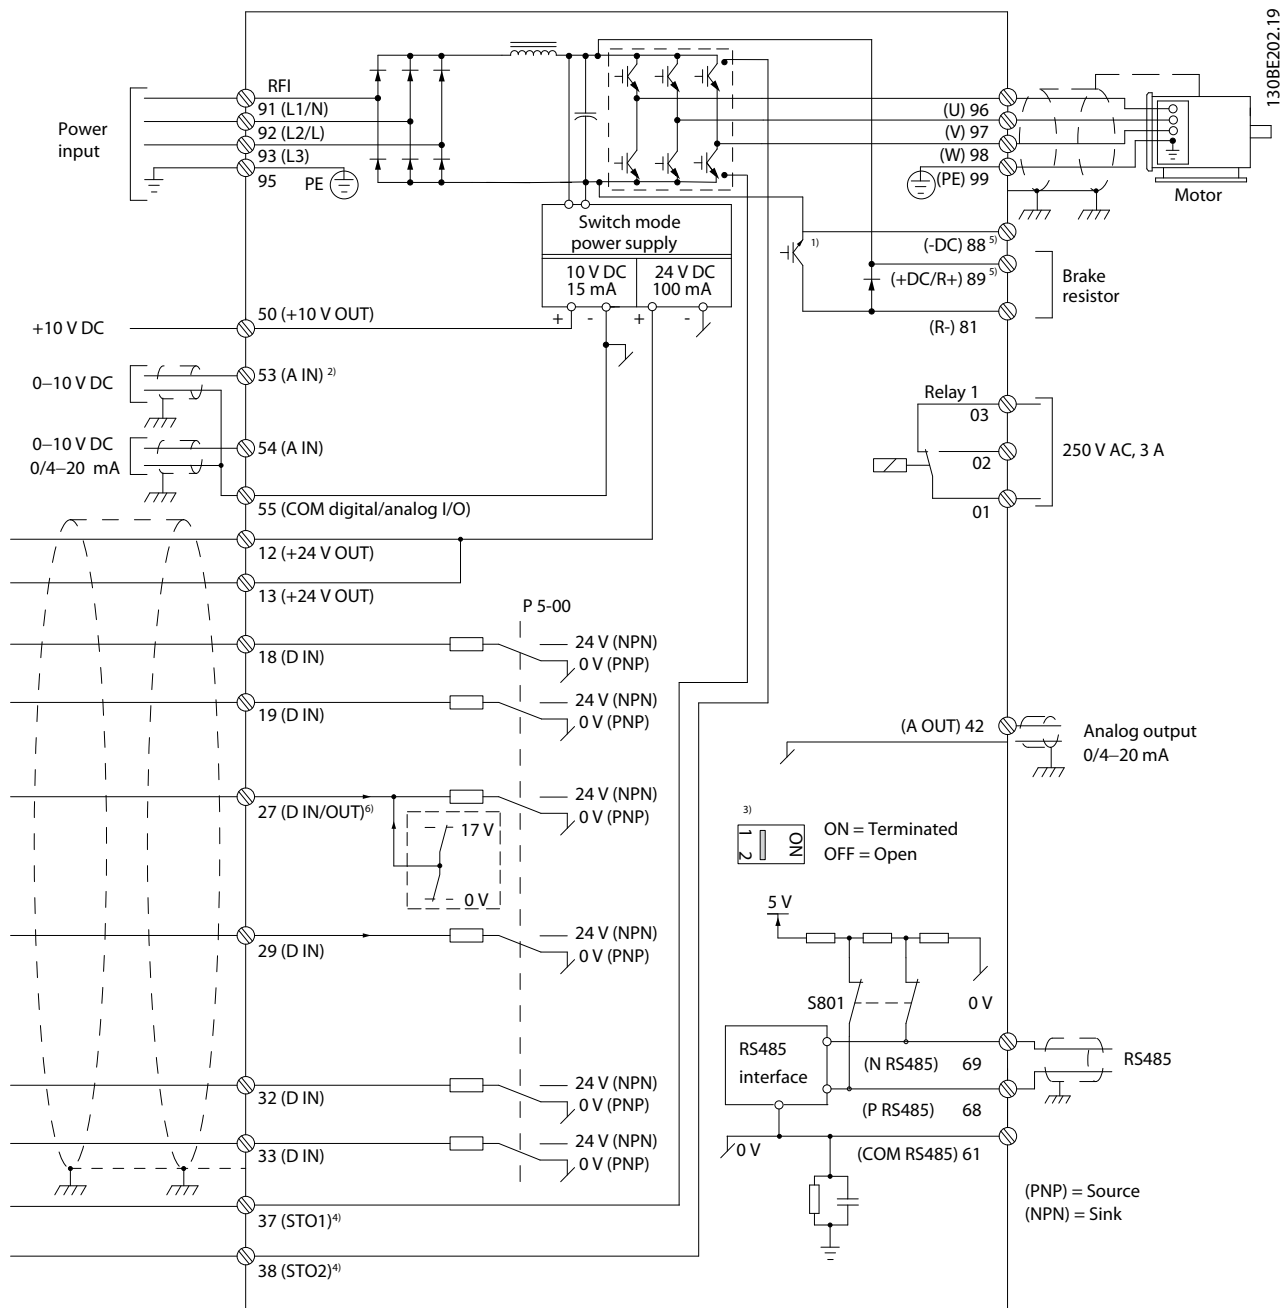 130BE202.19
Power
input
RFI
91 (L1/N)
92 (L2/L)
93 (L3)
95
PE
(U) 96
(V) 97
(W) 98
(PE) 99
Motor
Switch mode
power supply
10 V DC
15 mA
24 V DC
100 mA
+ - + -
1)
(-DC) 88 5)
(+DC/R+) 89 5)
(R-) 81
Brake
resistor
+10 V DC
50 (+10 V OUT)
0–10 V DC
53 (A IN) 2)
0–10 V DC
0/4–20 mA
54 (A IN)
55 (COM digital/analog I/O)
Relay 1
03
02
01
250 V AC, 3 A
12 (+24 V OUT)
13 (+24 V OUT)
P 5-00
18 (D IN)
24 V (NPN)
0 V (PNP)
19 (D IN)
24 V (NPN)
0 V (PNP)
(A OUT) 42
Analog output
0/4–20 mA
27 (D IN/OUT) 6)
24 V (NPN)
0 V (PNP)
17 V
0 V
3)
1 2
ON
ON = Terminated
OFF = Open
29 (D IN)
24 V (NPN)
0 V (PNP)
5 V
S801
0 V
RS485
interface
(N RS485) 69
(P RS485) 68
RS485
0 V
(COM RS485) 61
32 (D IN)
24 V (NPN)
0 V (PNP)
33 (D IN)
24 V (NPN)
0 V (PNP)
37 (STO1) 4)
38 (STO2) 4)
(PNP) = Source
(NPN) = Sink